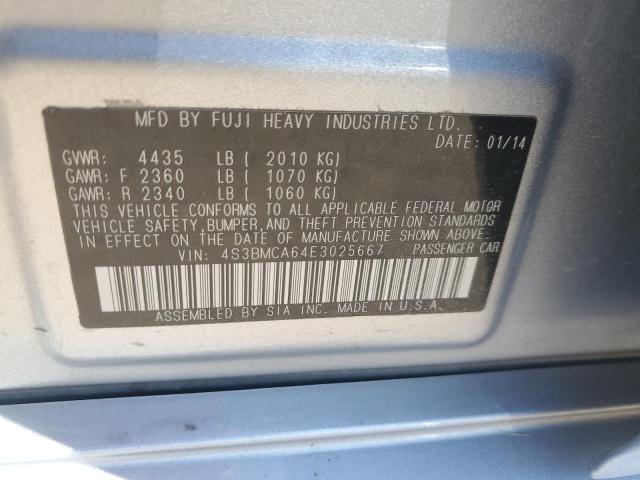 MFD BY FUJI HEAVY INDUSTRIES LTD.
DATE: 01/14
GVWR: 4435 LB ( 2010 KG)
GAWR: F 2360 LB ( 1070 KG)
GAWR: R 2340 LB ( 1060 KG)
THIS VEHICLE CONFORMS TO ALL APPLICABLE FEDERAL MOTOR
VEHICLE SAFETY,BUMPER,AND THEFT PREVENTION STANDARDS
IN EFFECT ON THE DATE OF MANUFACTURE SHOWN ABOVE.
VIN: 4S3BMCA64E3025667 PASSENGER CAR
ASSEMBLED BY SIA INC. MADE IN U.S.A.